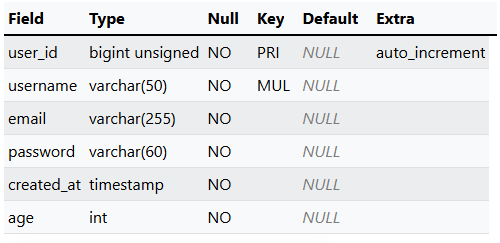 Field Type Null Key Default Extra
user_id bigint unsigned NO PRI NULL auto_increment
username varchar(50) NO MUL NULL
email varchar(255) NO NULL
password varchar(60) NO NULL
created_at timestamp NO NULL
age int NO NULL